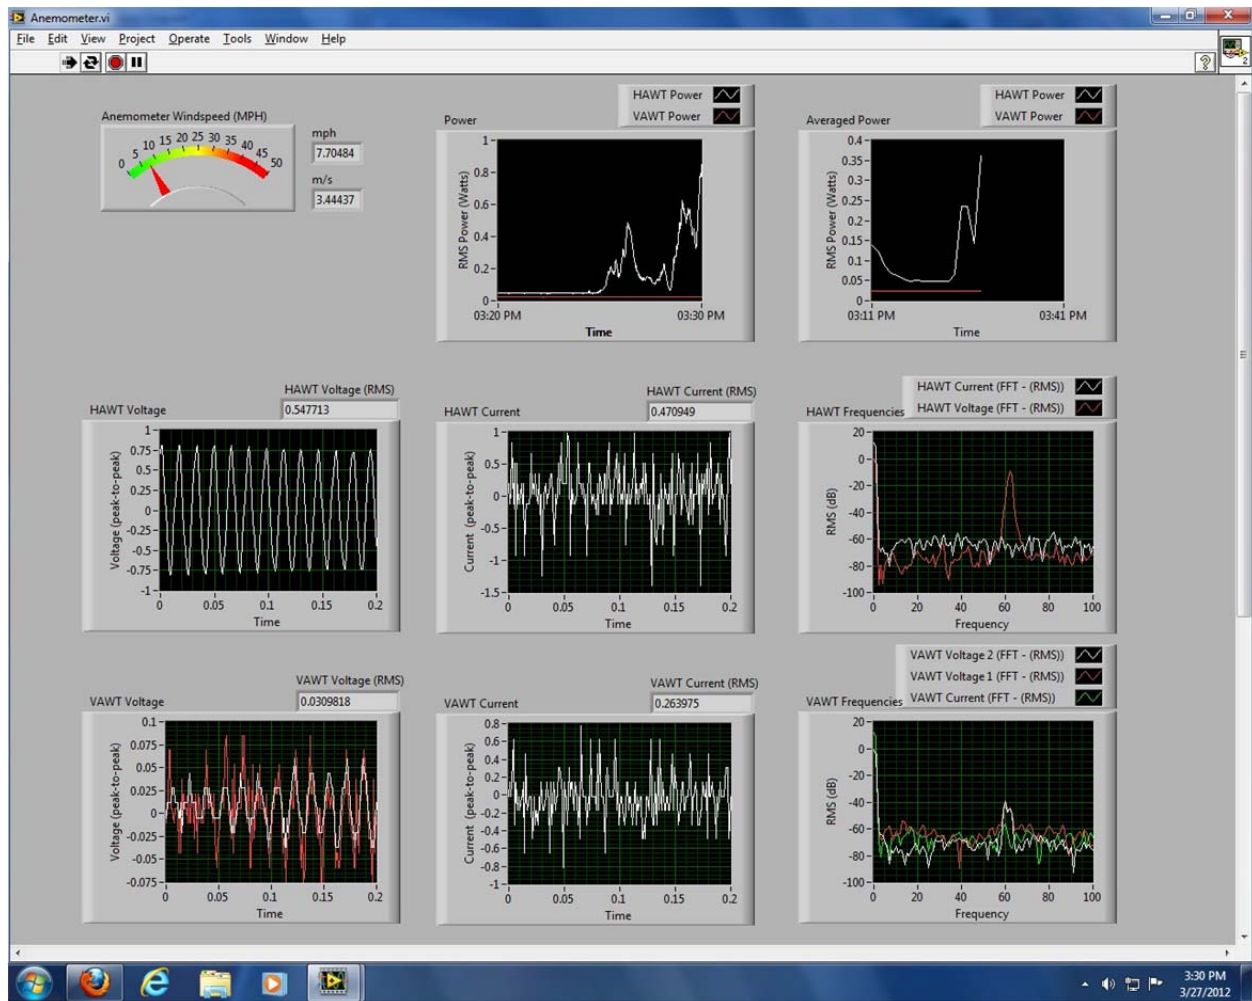 Anemometer.vi
File Edit View Project Operate Tools Window Help
2
Anemometer Windspeed (MPH)
0 5 10 15 20 25 30 35 40 45 50
mph
7.70484
m/s
3.44437
HAWT Power
VAWT Power
Power
RMS Power (Watts)
1
0.8
0.6
0.4
0.2
0
03:20 PM 03:30 PM
Time
HAWT Power
VAWT Power
Averaged Power
RMS Power (Watts)
0.4
0.35
0.3
0.25
0.2
0.15
0.1
0.05
0
03:11 PM 03:41 PM
Time
HAWT Voltage (RMS)
0.547713
HAWT Voltage
Voltage (peak-to-peak)
1
0.75
0.5
0.25
0
-0.25
-0.5
-0.75
-1
0 0.05 0.1 0.15 0.2
Time
HAWT Current (RMS)
0.470949
HAWT Current
Current (peak-to-peak)
1
0.5
0
-0.5
-1
-1.5
0 0.05 0.1 0.15 0.2
Time
HAWT Current (FFT - (RMS))
HAWT Voltage (FFT - (RMS))
HAWT Frequencies
RMS (dB)
20
0
-20
-40
-60
-80
-100
0 20 40 60 80 100
Frequency
VAWT Voltage (RMS)
0.0309818
VAWT Voltage
Voltage (peak-to-peak)
0.1
0.075
0.05
0.025
0
-0.025
-0.05
-0.075
0 0.05 0.1 0.15 0.2
Time
VAWT Current (RMS)
0.263975
VAWT Current
Current (peak-to-peak)
0.8
0.6
0.4
0.2
0
-0.2
-0.4
-0.6
-0.8
-1
0 0.05 0.1 0.15 0.2
Time
VAWT Voltage 2 (FFT - (RMS))
VAWT Voltage 1 (FFT - (RMS))
VAWT Current (FFT - (RMS))
VAWT Frequencies
RMS (dB)
20
0
-20
-40
-60
-80
-100
0 20 40 60 80 100
Frequency
3:30 PM
3/27/2012